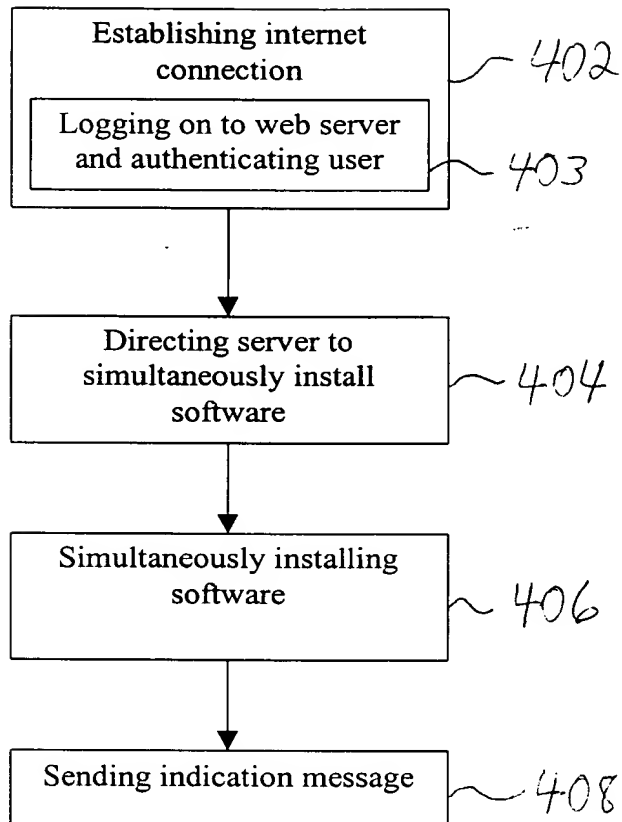 Establishing internet
connection
402
Logging on to web server
and authenticating user
403
Directing server to
simultaneously install
software
404
Simultaneously installing
software
406
Sending indication message
408